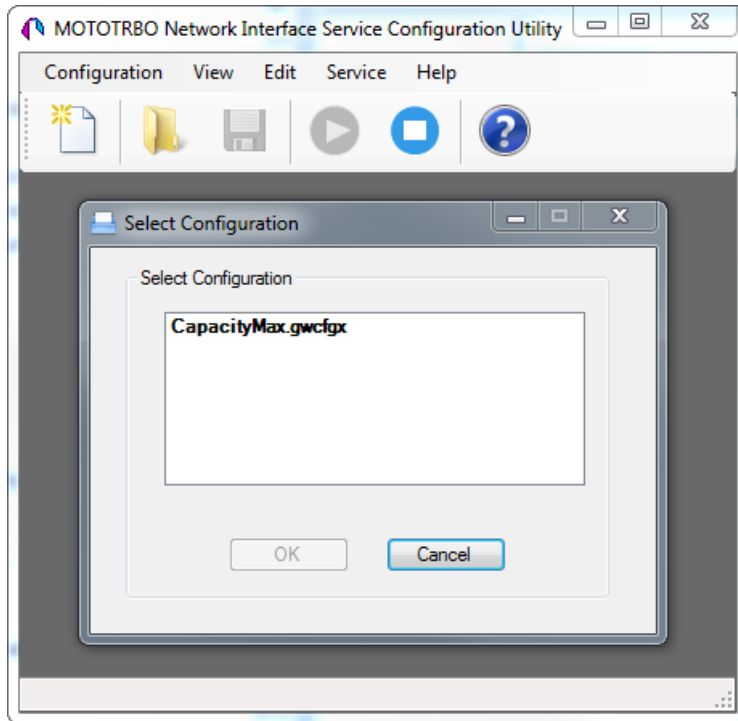 MOTOTRBO Network Interface Service Configuration Utility
Configuration View Edit Service Help
?
Select Configuration
Select Configuration
CapacityMax.gwcfgx
OK Cancel